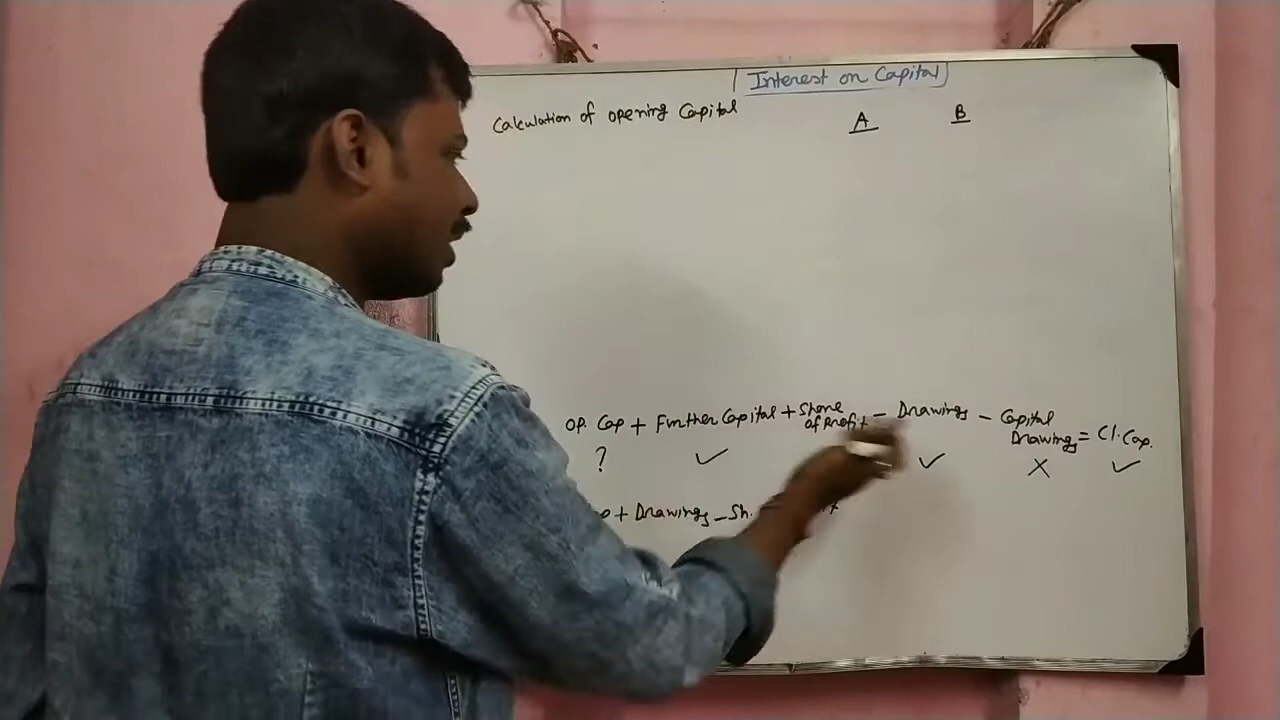 Interest on Capital
Calculation of opening Capital A B
OP. Cap + Further Capital + Share of Profit - Drawings - Capital Drawings = Cl. Cap.
? ✓ ✓ X ✓
+ Drawings - Sh.